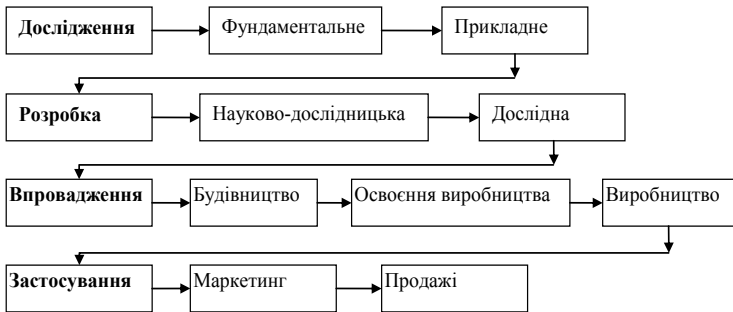 Дослідження Фундаментальне Прикладне
Розробка Науково-дослідницька Дослідна
Впровадження Будівництво Освоєння виробництва Виробництво
Застосування Маркетинг Продажі